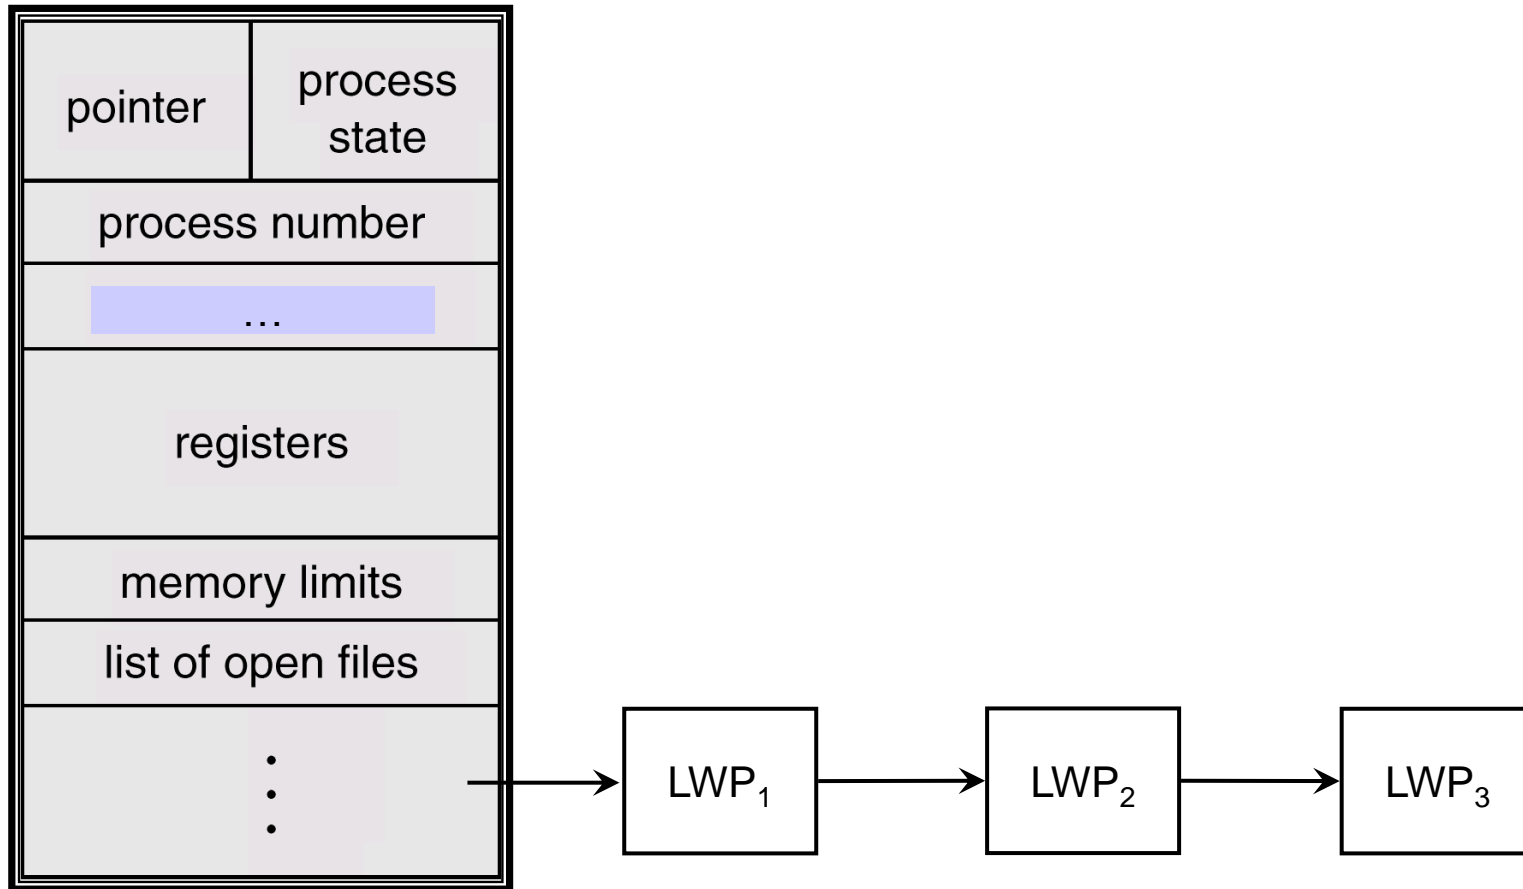 pointer
process
state
process number
...
registers
memory limits
list of open files
.
.
.
LWP₁
LWP₂
LWP₃